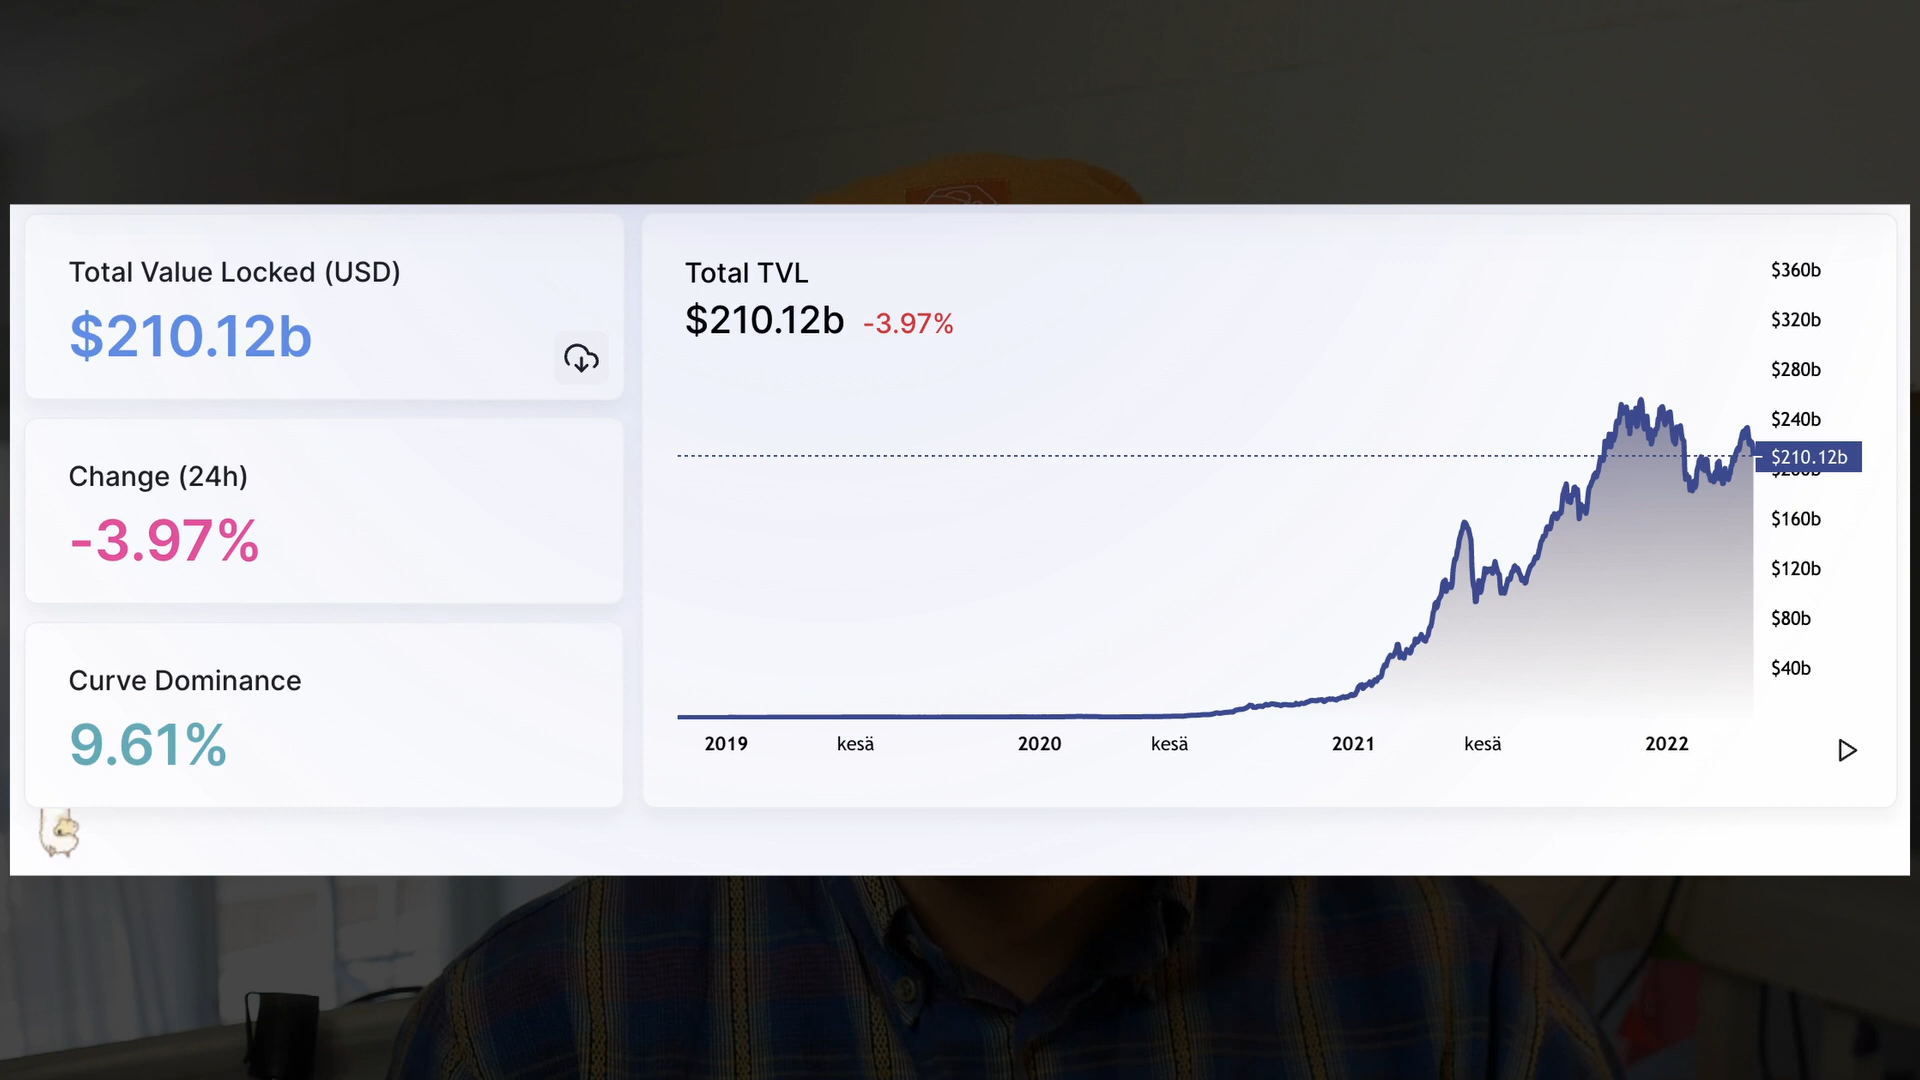 Total Value Locked (USD)
$210.12b
Change (24h)
-3.97%
Curve Dominance
9.61%
Total TVL
$210.12b -3.97%
$360b
$320b
$280b
$240b
$210.12b
$160b
$120b
$80b
$40b
2019 kesä 2020 kesä 2021 kesä 2022